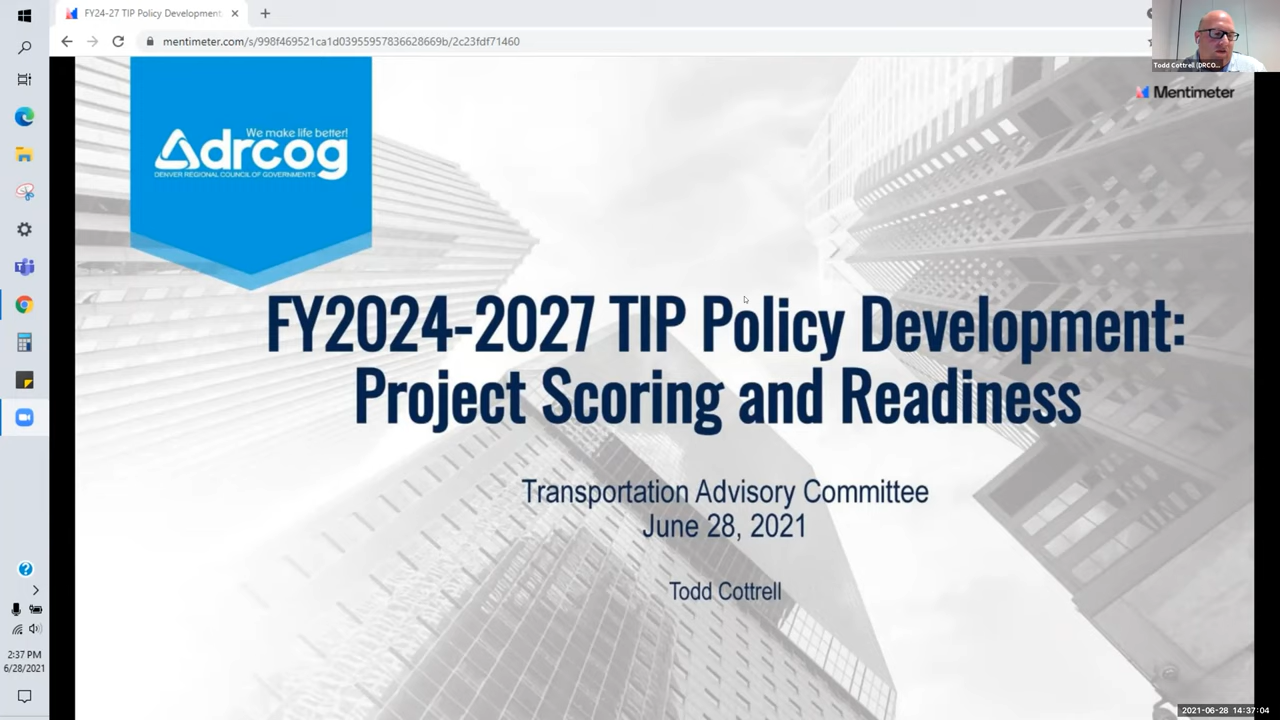 FY24-27 TIP Policy Development
mentimeter.com/s/998f469521ca1d03955957836628669b/2c23fdf71460
Todd Cottrell (DRCO...
Mentimeter
We make life better!
drcog
DENVER REGIONAL COUNCIL OF GOVERNMENTS
FY2024-2027 TIP Policy Development:
Project Scoring and Readiness
Transportation Advisory Committee
June 28, 2021
Todd Cottrell
2:37 PM
6/28/2021
2021-06-28 14:37:04